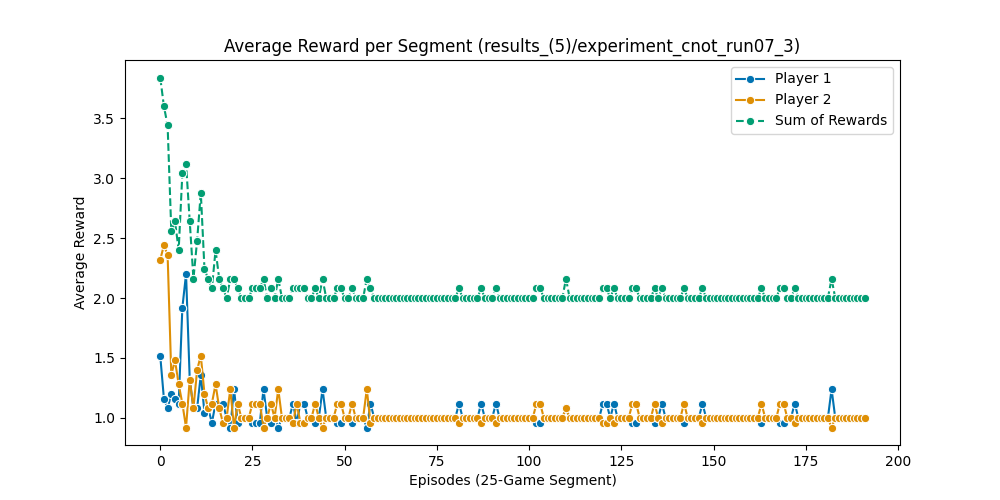 Average Reward per Segment (results_(5)/experiment_cnot_run07_3)
Player 1
Player 2
Sum of Rewards
Average Reward
3.5
3.0
2.5
2.0
1.5
1.0
0 25 50 75 100 125 150 175 200
Episodes (25-Game Segment)